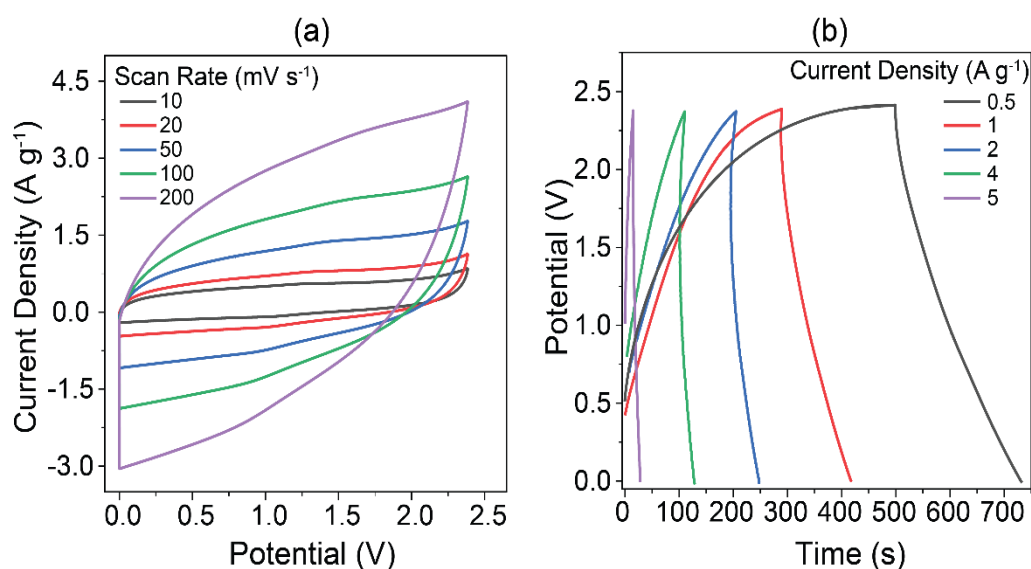 (a)
Scan Rate (mV s⁻¹)
10
20
50
100
200
4.5
3.0
1.5
0.0
-1.5
-3.0
Current Density (A g⁻¹)
0.0 0.5 1.0 1.5 2.0 2.5
Potential (V)
(b)
Current Density (A g⁻¹)
0.5
1
2
4
5
2.5
2.0
1.5
1.0
0.5
0.0
Potential (V)
0 100 200 300 400 500 600 700
Time (s)